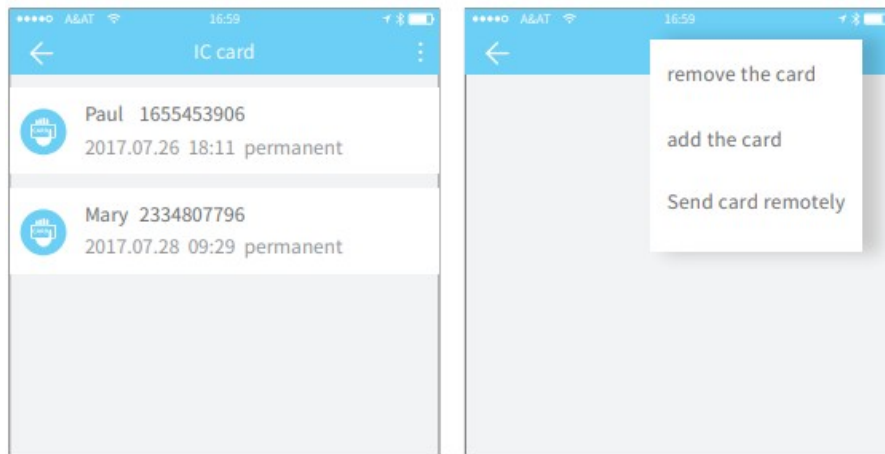 A&AT 16:59
IC card
Paul 1655453906
2017.07.26 18:11 permanent
Mary 2334807796
2017.07.28 09:29 permanent
A&AT 16:59
remove the card
add the card
Send card remotely